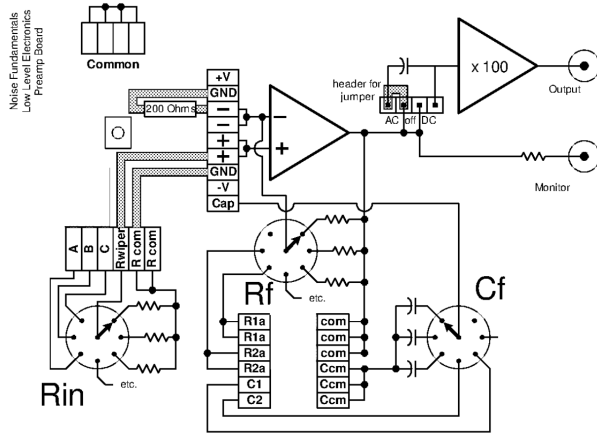 Noise Fundamentals
Low Level Electronics
Preamp Board
Common
+V
GND
200 Ohms
−
−
+
+
GND
-V
Cap
−
+
x 100
Output
header for
jumper
AC off DC
Monitor
A
B
C
Rwiper
R com
R com
Rin
etc.
Rf
etc.
Cf
R1a
R1a
R2a
R2a
C1
C2
com
com
com
Ccm
Ccm
Ccm